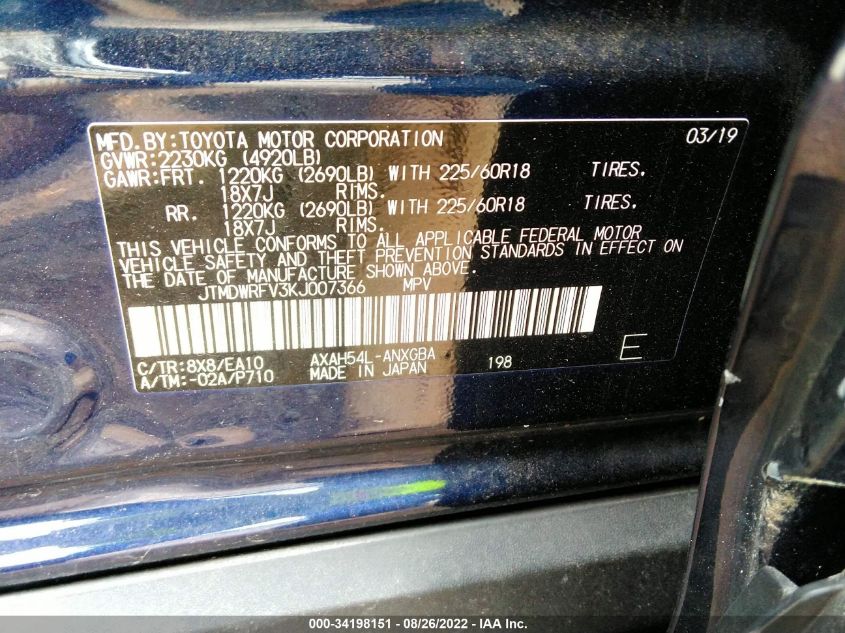 MFD.BY:TOYOTA MOTOR CORPORATION 03/19
GVWR:2230KG (4920LB)
GAWR:FRT. 1220KG (2690LB) WITH 225/60R18 TIRES.
18X7J RIMS.
RR. 1220KG (2690LB) WITH 225/60R18 TIRES.
18X7J RIMS.
THIS VEHICLE CONFORMS TO ALL APPLICABLE FEDERAL MOTOR
VEHICLE SAFETY AND THEFT PREVENTION STANDARDS IN EFFECT ON
THE DATE OF MANUFACTURE SHOWN ABOVE.
JTMDWRFV3KJ007366 MPV
C/TR:8X8/EA10 AXAH54L-ANXGBA 198 E
A/TM:-02A/P710 MADE IN JAPAN
000-34198151 - 08/26/2022 - IAA Inc.